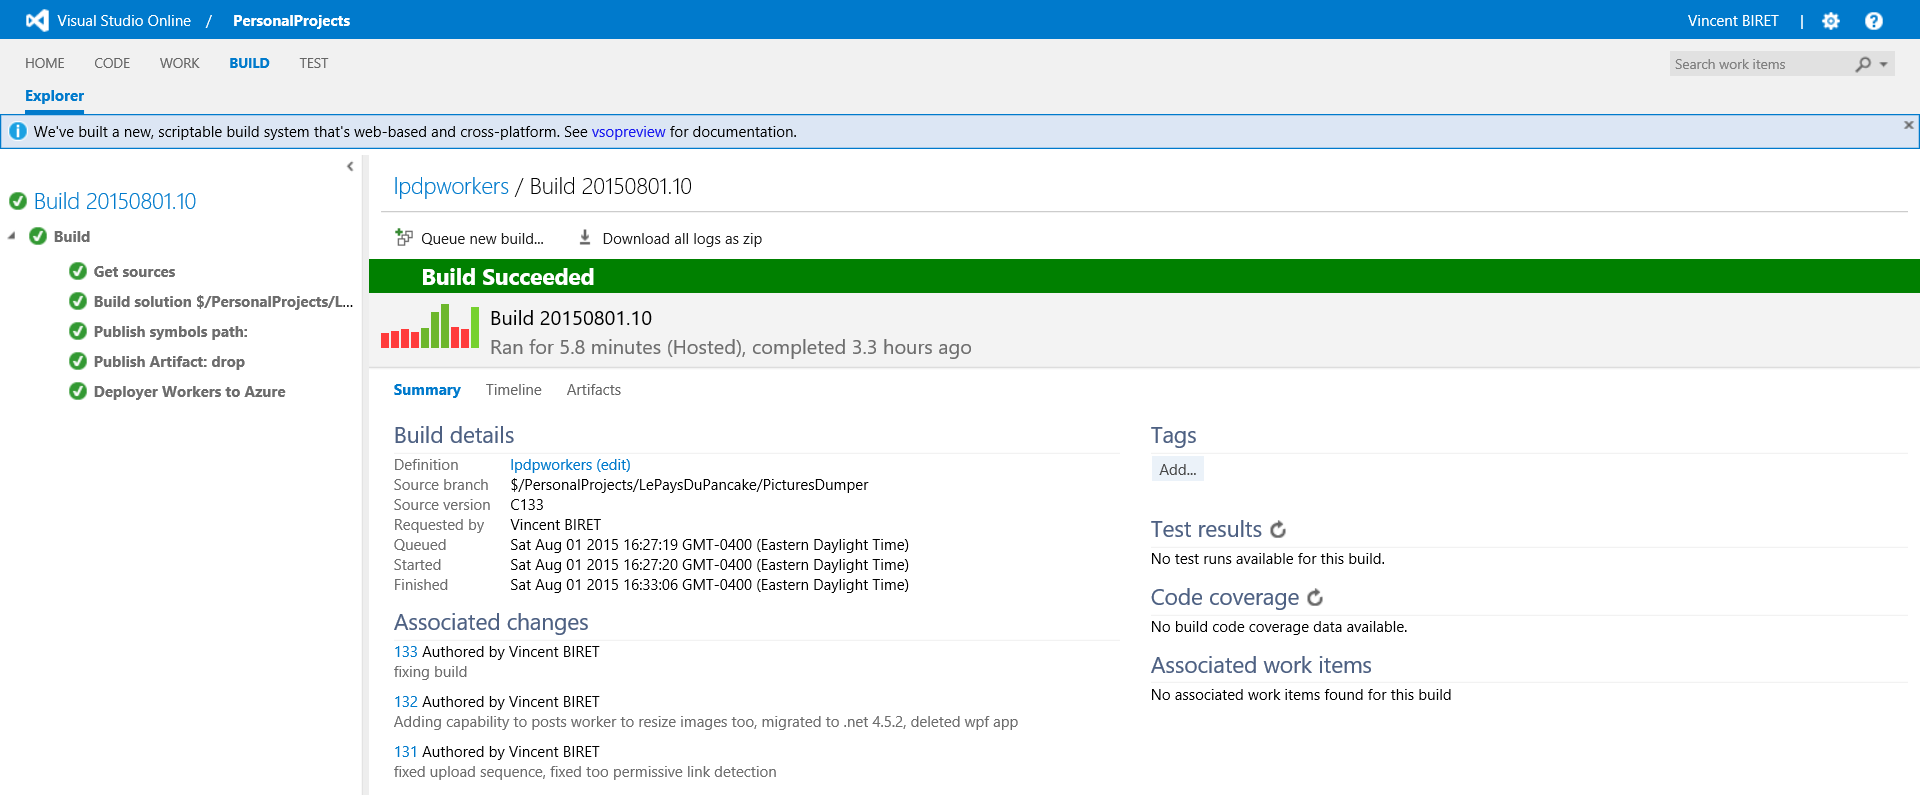 Visual Studio Online / PersonalProjects
Vincent BIRET |
HOME CODE WORK BUILD TEST
Search work items
Explorer
We've built a new, scriptable build system that's web-based and cross-platform. See vsopreview for documentation.
Build 20150801.10
Build
Get sources
Build solution $/PersonalProjects/L...
Publish symbols path:
Publish Artifact: drop
Deployer Workers to Azure
lpdpworkers / Build 20150801.10
Queue new build... Download all logs as zip
Build Succeeded
Build 20150801.10
Ran for 5.8 minutes (Hosted), completed 3.3 hours ago
Summary Timeline Artifacts
Build details
Definition lpdpworkers (edit)
Source branch $/PersonalProjects/LePaysDuPancake/PicturesDumper
Source version C133
Requested by Vincent BIRET
Queued Sat Aug 01 2015 16:27:19 GMT-0400 (Eastern Daylight Time)
Started Sat Aug 01 2015 16:27:20 GMT-0400 (Eastern Daylight Time)
Finished Sat Aug 01 2015 16:33:06 GMT-0400 (Eastern Daylight Time)
Associated changes
133 Authored by Vincent BIRET
fixing build
132 Authored by Vincent BIRET
Adding capability to posts worker to resize images too, migrated to .net 4.5.2, deleted wpf app
131 Authored by Vincent BIRET
fixed upload sequence, fixed too permissive link detection
Tags
Add...
Test results
No test runs available for this build.
Code coverage
No build code coverage data available.
Associated work items
No associated work items found for this build